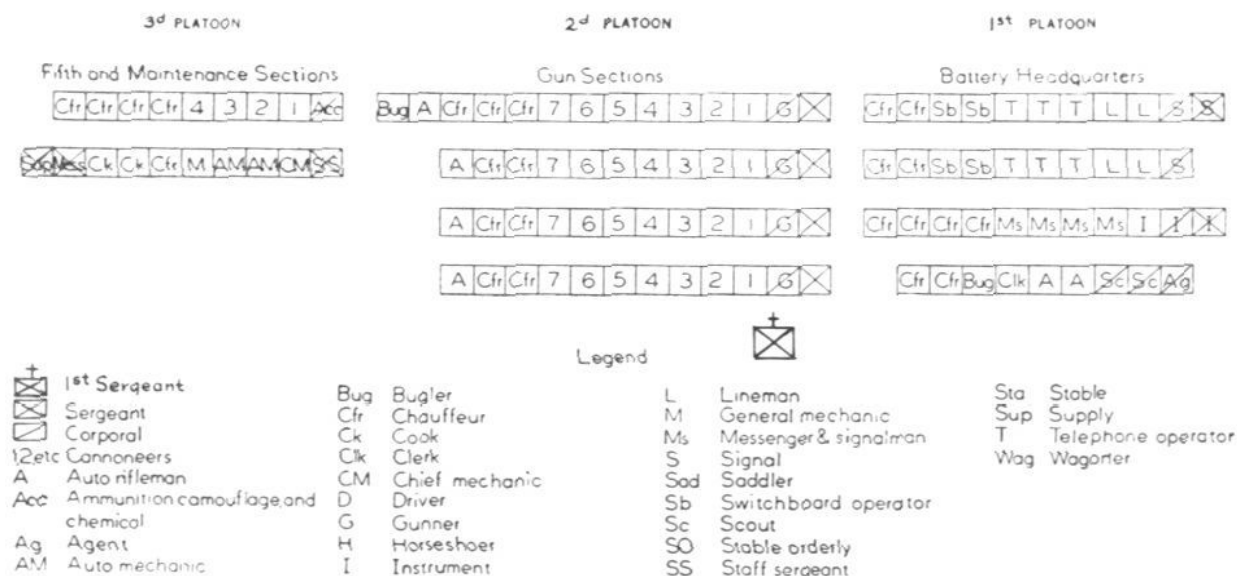 3d PLATOON 2d PLATOON 1st PLATOON
Fifth and Maintenance Sections Gun Sections Battery Headquarters
Cfr Cfr Cfr Cfr 4 3 2 1 Acc Bug A Cfr Cfr Cfr 7 6 5 4 3 2 1 G Cfr Cfr Sb Sb T T T L L S S
Mess Ck Ck Cfr M AM AM CM SS A Cfr Cfr 7 6 5 4 3 2 1 G Cfr Cfr Sb Sb T T T L L S
A Cfr Cfr 7 6 5 4 3 2 1 G Cfr Cfr Cfr Cfr Ms Ms Ms Ms I I I
A Cfr Cfr 7 6 5 4 3 2 1 G Cfr Cfr Bug Clk A A Sc Sc Ag
Legend
1st Sergeant
Sergeant
Corporal
1,2,etc Cannoneers
A Auto rifleman
Acc Ammunition camouflage, and
chemical
Ag Agent
AM Auto mechanic
Bug Bugler
Cfr Chauffeur
Ck Cook
Clk Clerk
CM Chief mechanic
D Driver
G Gunner
H Horseshoer
I Instrument
L Lineman
M General mechanic
Ms Messenger & signalman
S Signal
Sad Saddler
Sb Switchboard operator
Sc Scout
SO Stable orderly
SS Staff sergeant
Sta Stable
Sup Supply
T Telephone operator
Wag Wagoner